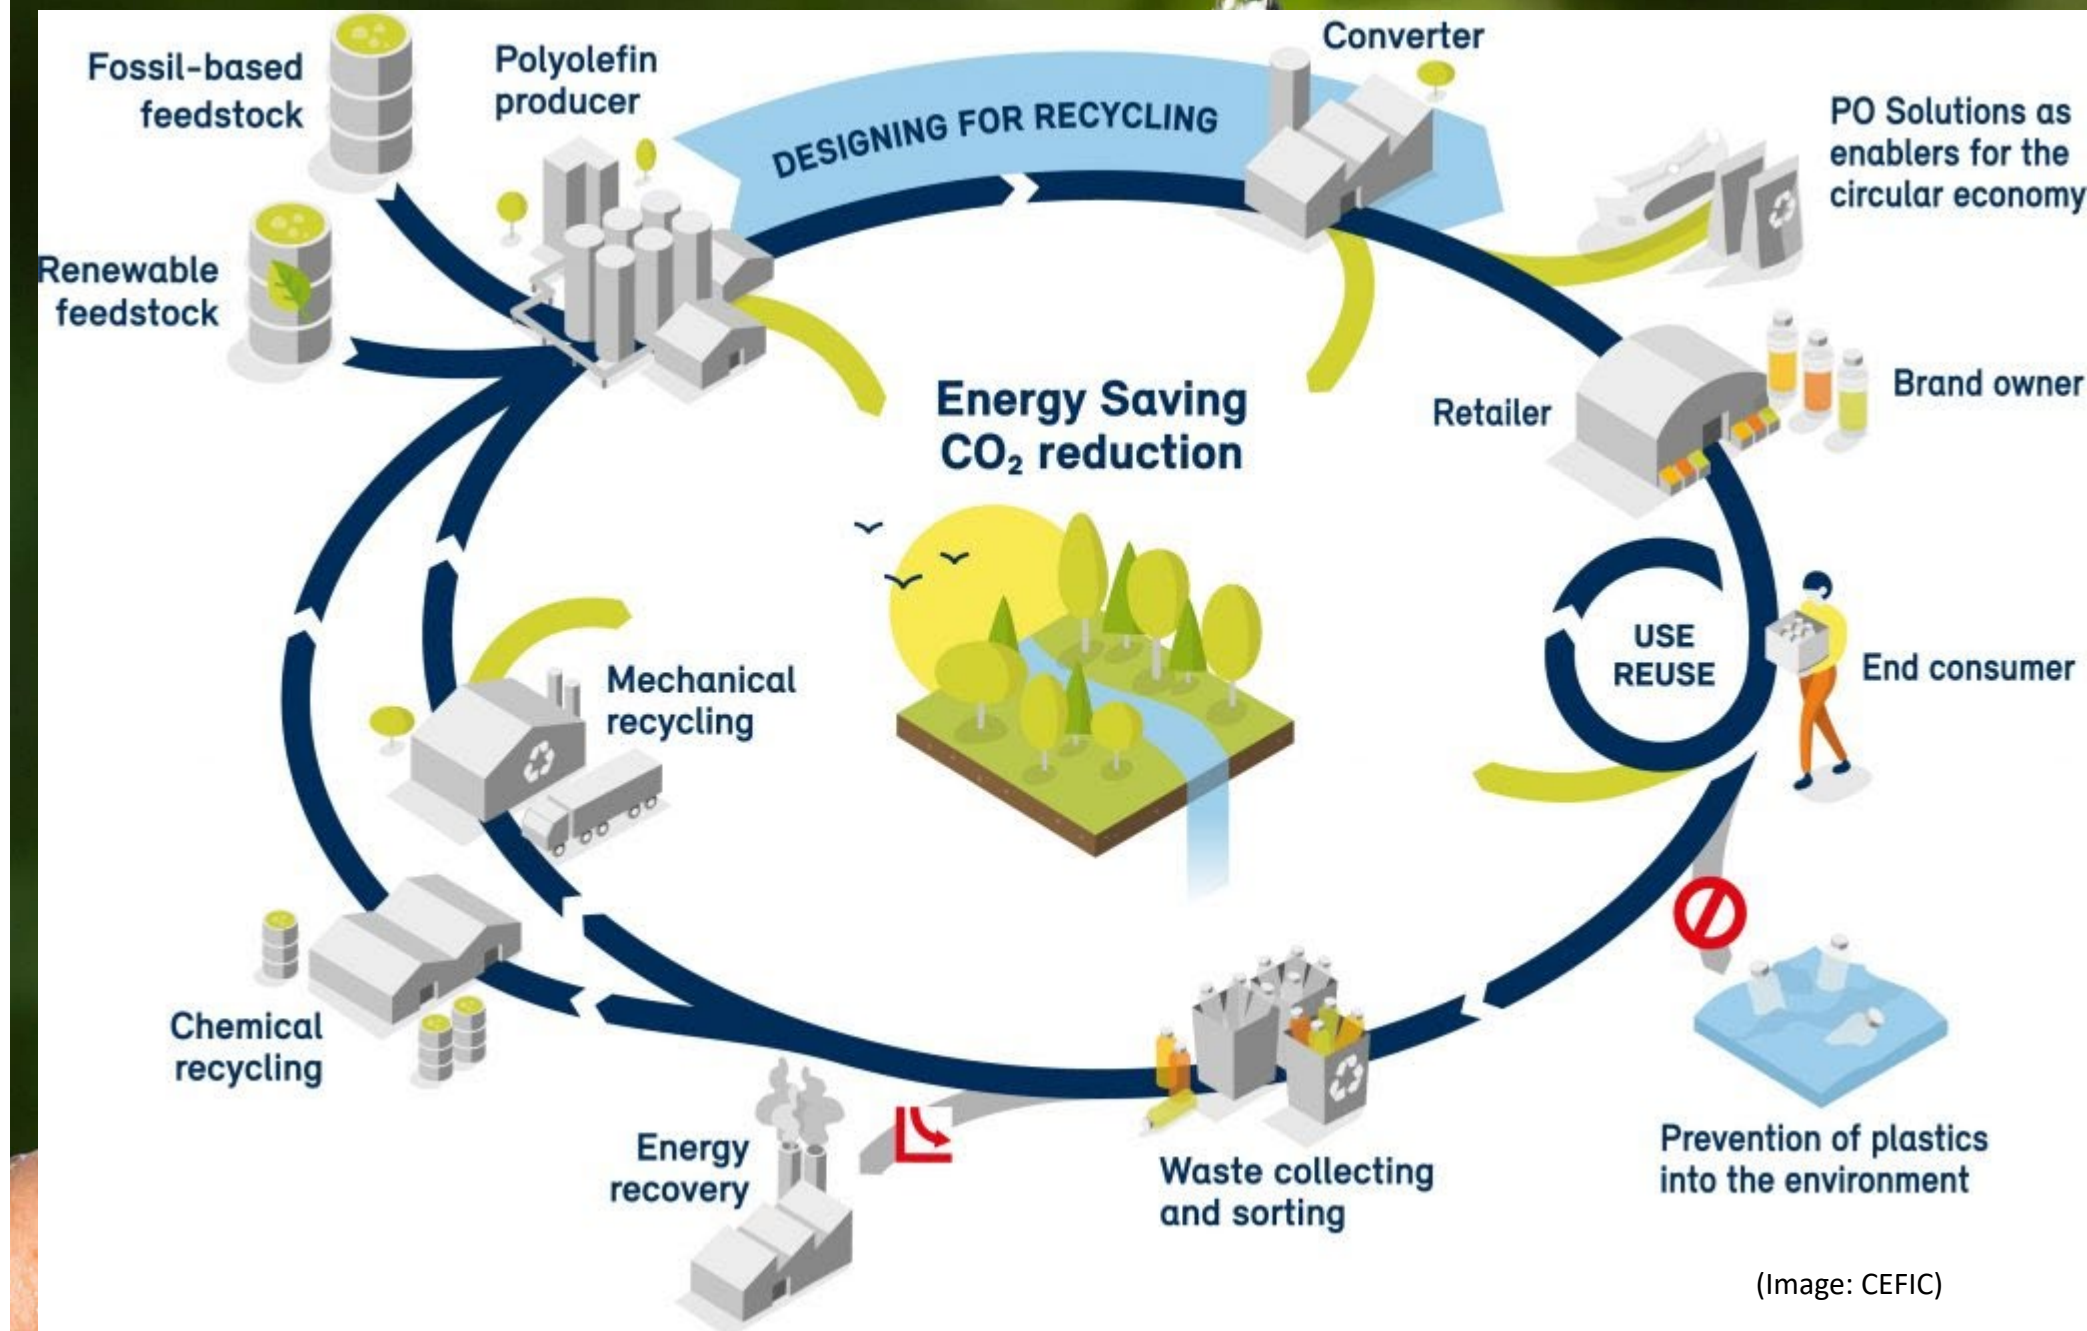 Fossil-based
feedstock
Polyolefin
producer
DESIGNING FOR RECYCLING
Converter
PO Solutions as
enablers for the
circular economy
Renewable
feedstock
Energy Saving
CO₂ reduction
Retailer
Brand owner
USE
REUSE
End consumer
Mechanical
recycling
Chemical
recycling
Energy
recovery
Waste collecting
and sorting
Prevention of plastics
into the environment
(Image: CEFIC)